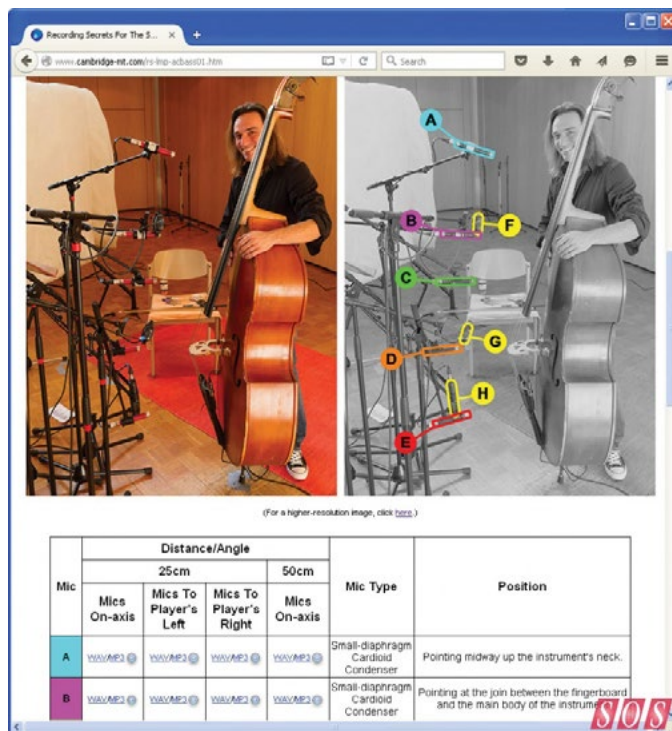 Recording Secrets For The S...
www.cambridge-mt.com/rs-lmp-acbass01.htm
Search
A
B
F
C
G
D
H
E
(For a higher-resolution image, click here.)
Mic
Distance/Angle
Mic Type
Position
25cm
50cm
Mics On-axis
Mics To Player's Left
Mics To Player's Right
Mics On-axis
A
WAV/MP3
WAV/MP3
WAV/MP3
WAV/MP3
Small-diaphragm Cardioid Condenser
Pointing midway up the instrument's neck.
B
WAV/MP3
WAV/MP3
WAV/MP3
WAV/MP3
Small-diaphragm Cardioid Condenser
Pointing at the join between the fingerboard
and the main body of the
SOS